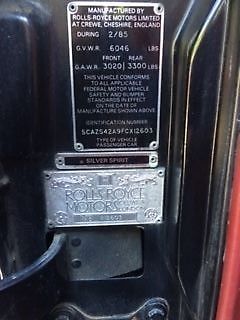 MANUFACTURED BY
ROLLS-ROYCE MOTORS LIMITED
AT CREWE, CHESHIRE, ENGLAND
DURING 2/85
G.V.W.R. 6046 LBS
FRONT REAR
G.A.W.R 3020 3300 LBS
THIS VEHICLE CONFORMS
TO ALL APPLICABLE
FEDERAL MOTOR VEHICLE
SAFETY AND BUMPER
STANDARDS IN EFFECT
ON THE DATE OF
MANUFACTURE SHOWN ABOVE
IDENTIFICATION NUMBER
SCAZS42A9FCX12603
TYPE OF VEHICLE
PASSENGER CAR
SILVER SPIRIT
ROLLS-ROYCE
MOTORS
X12603